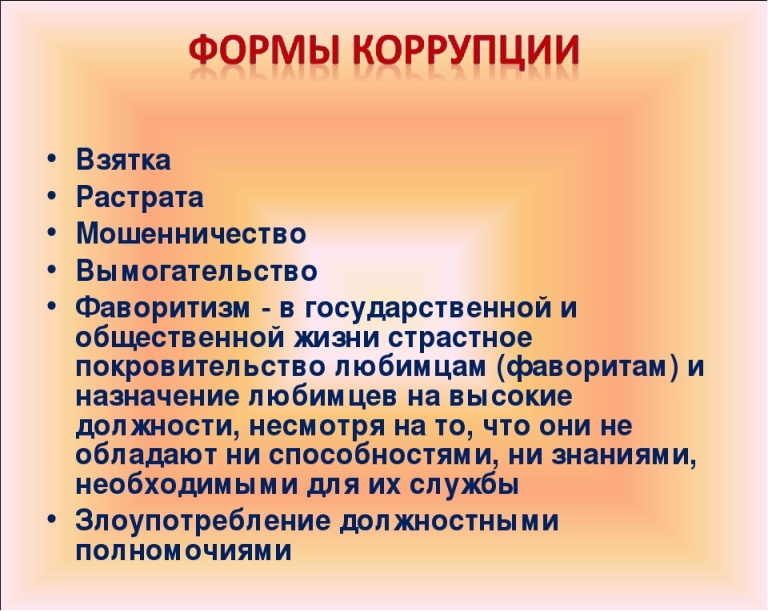 ФОРМЫ КОРРУПЦИИ
• Взятка
• Растрата
• Мошенничество
• Вымогательство
• Фаворитизм - в государственной и
общественной жизни страстное
покровительство любимцам (фаворитам) и
назначение любимцев на высокие
должности, несмотря на то, что они не
обладают ни способностями, ни знаниями,
необходимыми для их службы
• Злоупотребление должностными
полномочиями